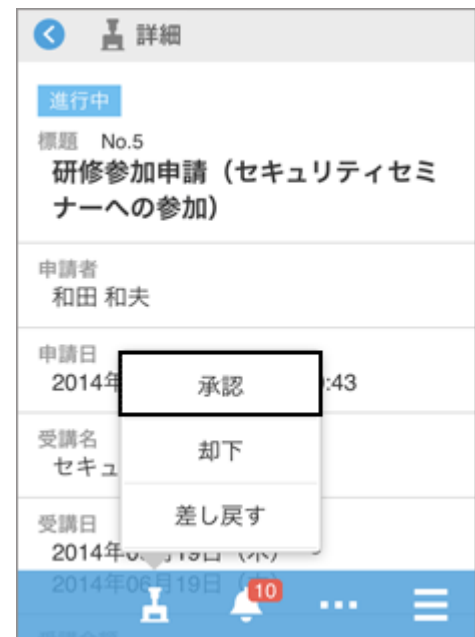 詳細
進行中
標題 No.5
研修参加申請（セキュリティセミ
ナーへの参加）
申請者
和田 和夫
申請日
2014年 :43
承認
受講名
セキュ
却下
受講日
差し戻す
2014年 19日（木）
2014年06月19日
10